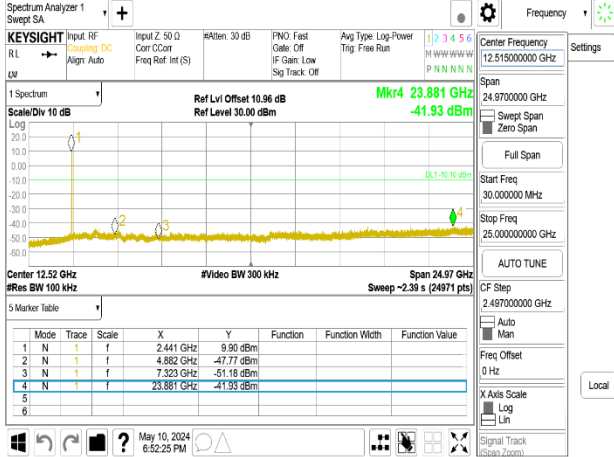 Spectrum Analyzer 1
Swept SA
Frequency
KEYSIGHT
RL
Input: RF
Coupling: DC
Align: Auto
Input Z: 50 Ω
Corr CCorr
Freq Ref: Int (S)
#Atten: 30 dB
PNO: Fast
Gate: Off
IF Gain: Low
Sig Track: Off
Avg Type: Log-Power
Trig: Free Run
1 2 3 4 5 6
M W W W W W
P N N N N N
1 Spectrum
Scale/Div 10 dB
Ref Lvl Offset 10.96 dB
Ref Level 30.00 dBm
Mkr4 23.881 GHz
-41.93 dBm
Log
20.0
10.0
0.00
-10.0
-20.0
-30.0
-40.0
-50.0
-60.0
1
2
3
4
DL1 -10.10 dBm
Center 12.52 GHz
#Res BW 100 kHz
#Video BW 300 kHz
Span 24.97 GHz
Sweep ~2.39 s (24971 pts)
5 Marker Table
Mode Trace Scale X Y Function Function Width Function Value
1 N 1 f 2.441 GHz 9.90 dBm
2 N 1 f 4.882 GHz -47.77 dBm
3 N 1 f 7.323 GHz -51.18 dBm
4 N 1 f 23.881 GHz -41.93 dBm
5
6
May 10, 2024
6:52:25 PM
Center Frequency
12.515000000 GHz
Settings
Span
24.9700000 GHz
Swept Span
Zero Span
Full Span
Start Freq
30.000000 MHz
Stop Freq
25.000000000 GHz
AUTO TUNE
CF Step
2.497000000 GHz
Auto
Man
Freq Offset
0 Hz
X Axis Scale
Log
Lin
Local
Signal Track
(Span Zoom)